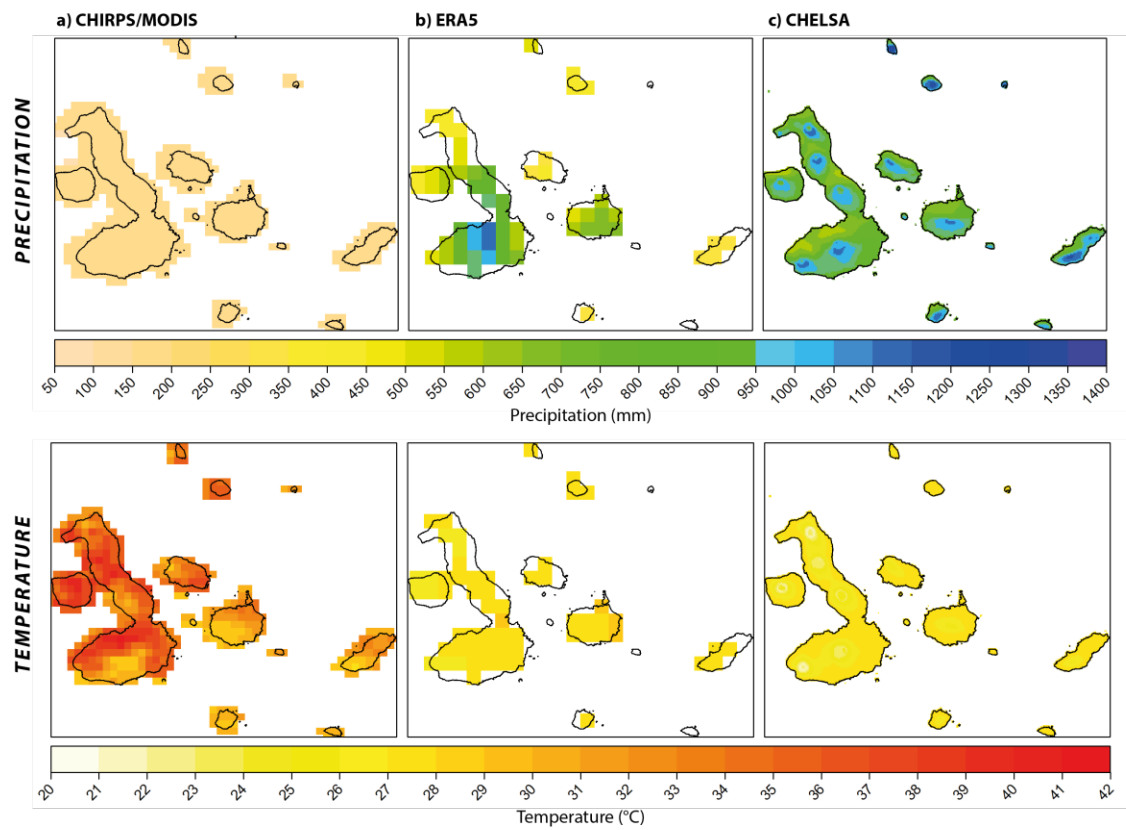 a) CHIRPS/MODIS
b) ERA5
c) CHELSA
PRECIPITATION
50 100 150 200 250 300 350 400 450 500 550 600 650 700 750 800 850 900 950 1000 1050 1100 1150 1200 1250 1300 1350 1400
Precipitation (mm)
TEMPERATURE
20 21 22 23 24 25 26 27 28 29 30 31 32 33 34 35 36 37 38 39 40 41 42
Temperature (°C)